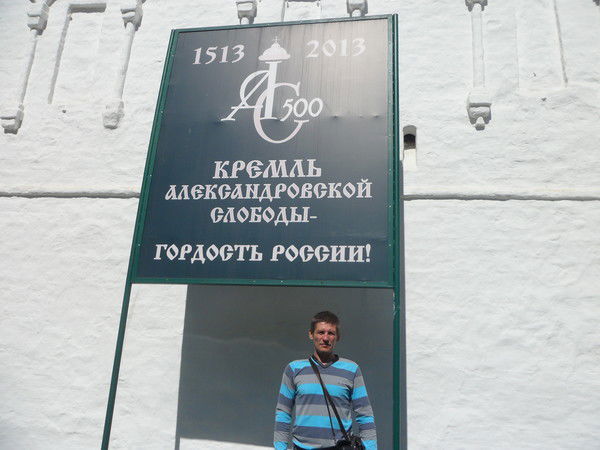 1513 2013
АС 500
КРЕМЛЬ
АЛЕКСАНДРОВСКОЙ
СЛОБОДЫ-
ГОРДОСТЬ РОССИИ!